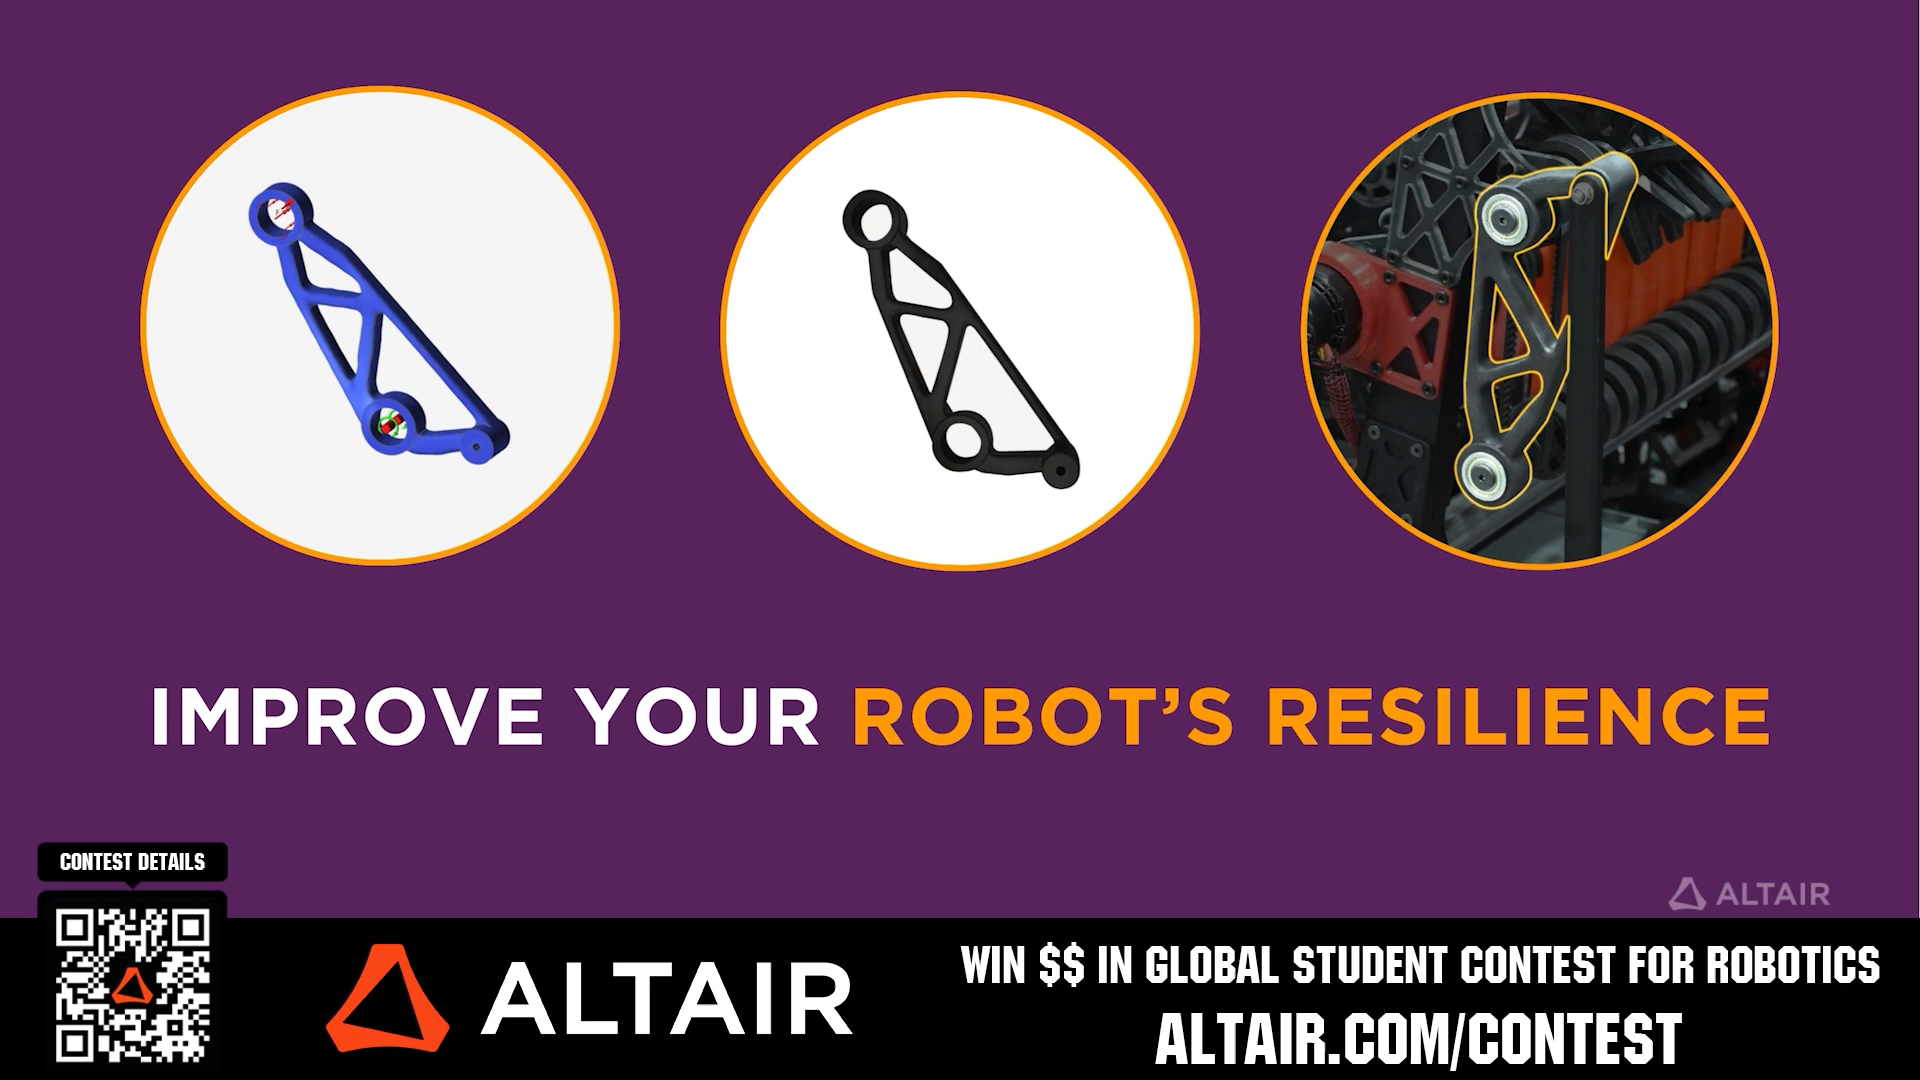 IMPROVE YOUR ROBOT'S RESILIENCE
CONTEST DETAILS
ALTAIR
ALTAIR
WIN $$ IN GLOBAL STUDENT CONTEST FOR ROBOTICS
ALTAIR.COM/CONTEST